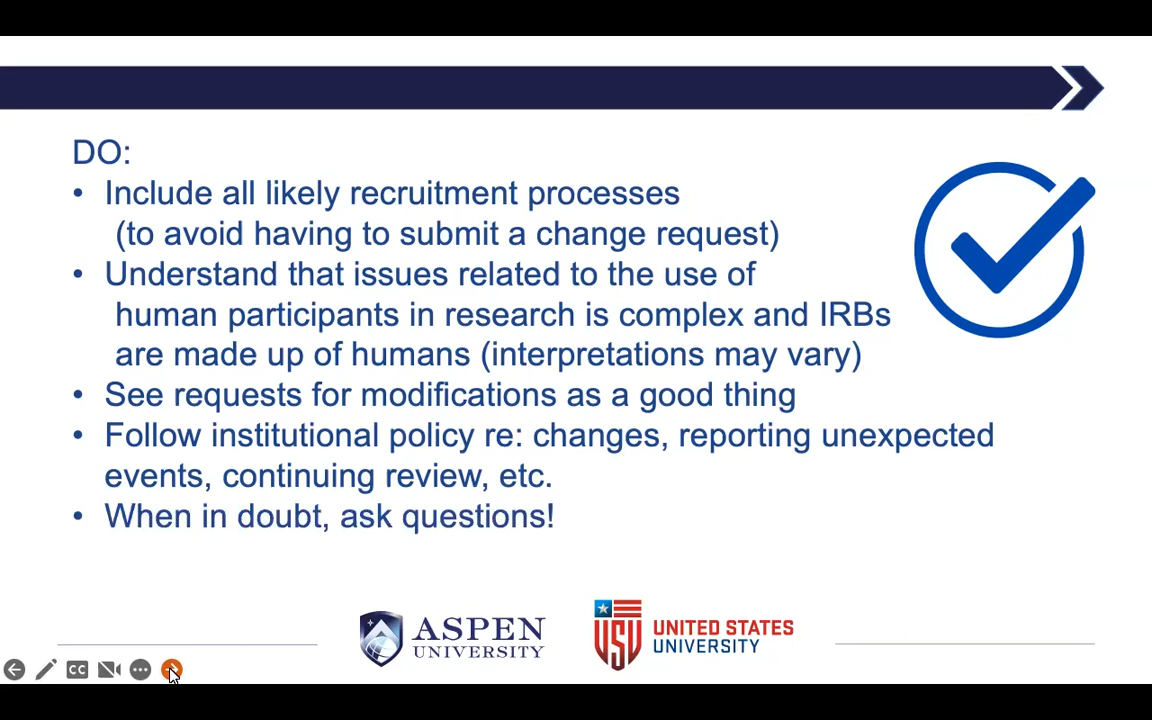 DO:
• Include all likely recruitment processes
(to avoid having to submit a change request)
• Understand that issues related to the use of
human participants in research is complex and IRBs
are made up of humans (interpretations may vary)
• See requests for modifications as a good thing
• Follow institutional policy re: changes, reporting unexpected
events, continuing review, etc.
• When in doubt, ask questions!
ASPEN
UNIVERSITY
USU
UNITED STATES
UNIVERSITY
CC